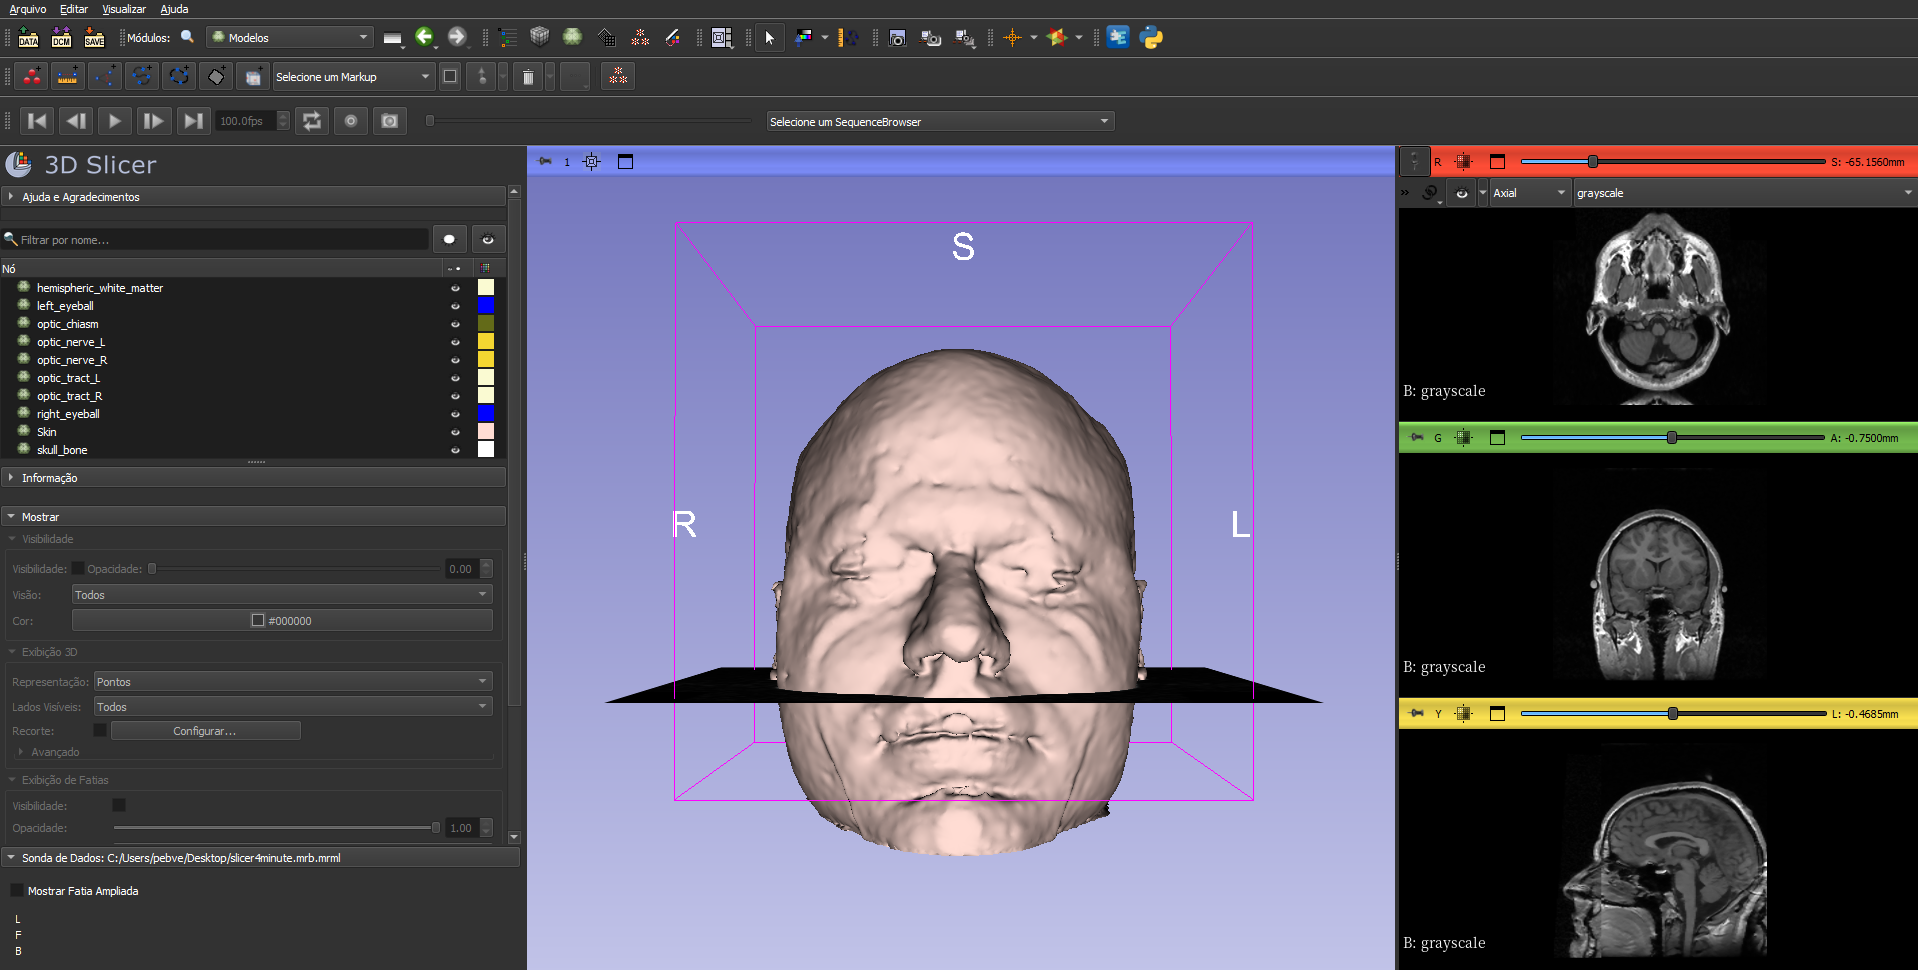 Arquivo Editar Visualizar Ajuda
DATA DCM SAVE Módulos: Modelos
Selecione um Markup
100.0fps Selecione um SequenceBrowser
3D Slicer
Ajuda e Agradecimentos
Filtrar por nome...
Nó
hemispheric_white_matter
left_eyeball
optic_chiasm
optic_nerve_L
optic_nerve_R
optic_tract_L
optic_tract_R
right_eyeball
Skin
skull_bone
Informação
Mostrar
Visibilidade
Visibilidade: Opacidade: 0.00
Visão: Todos
Cor: #000000
Exibição 3D
Representação: Pontos
Lados Visíveis: Todos
Recorte: Configurar...
Avançado
Exibição de Fatias
Visibilidade:
Opacidade: 1.00
Sonda de Dados: C:/Users/pebve/Desktop/slicer4minute.mrb.mrml
Mostrar Fatia Ampliada
L
F
B
1
S
R L
R S: -65.1560mm
Axial grayscale
B: grayscale
G A: -0.7500mm
B: grayscale
Y L: -0.4685mm
B: grayscale